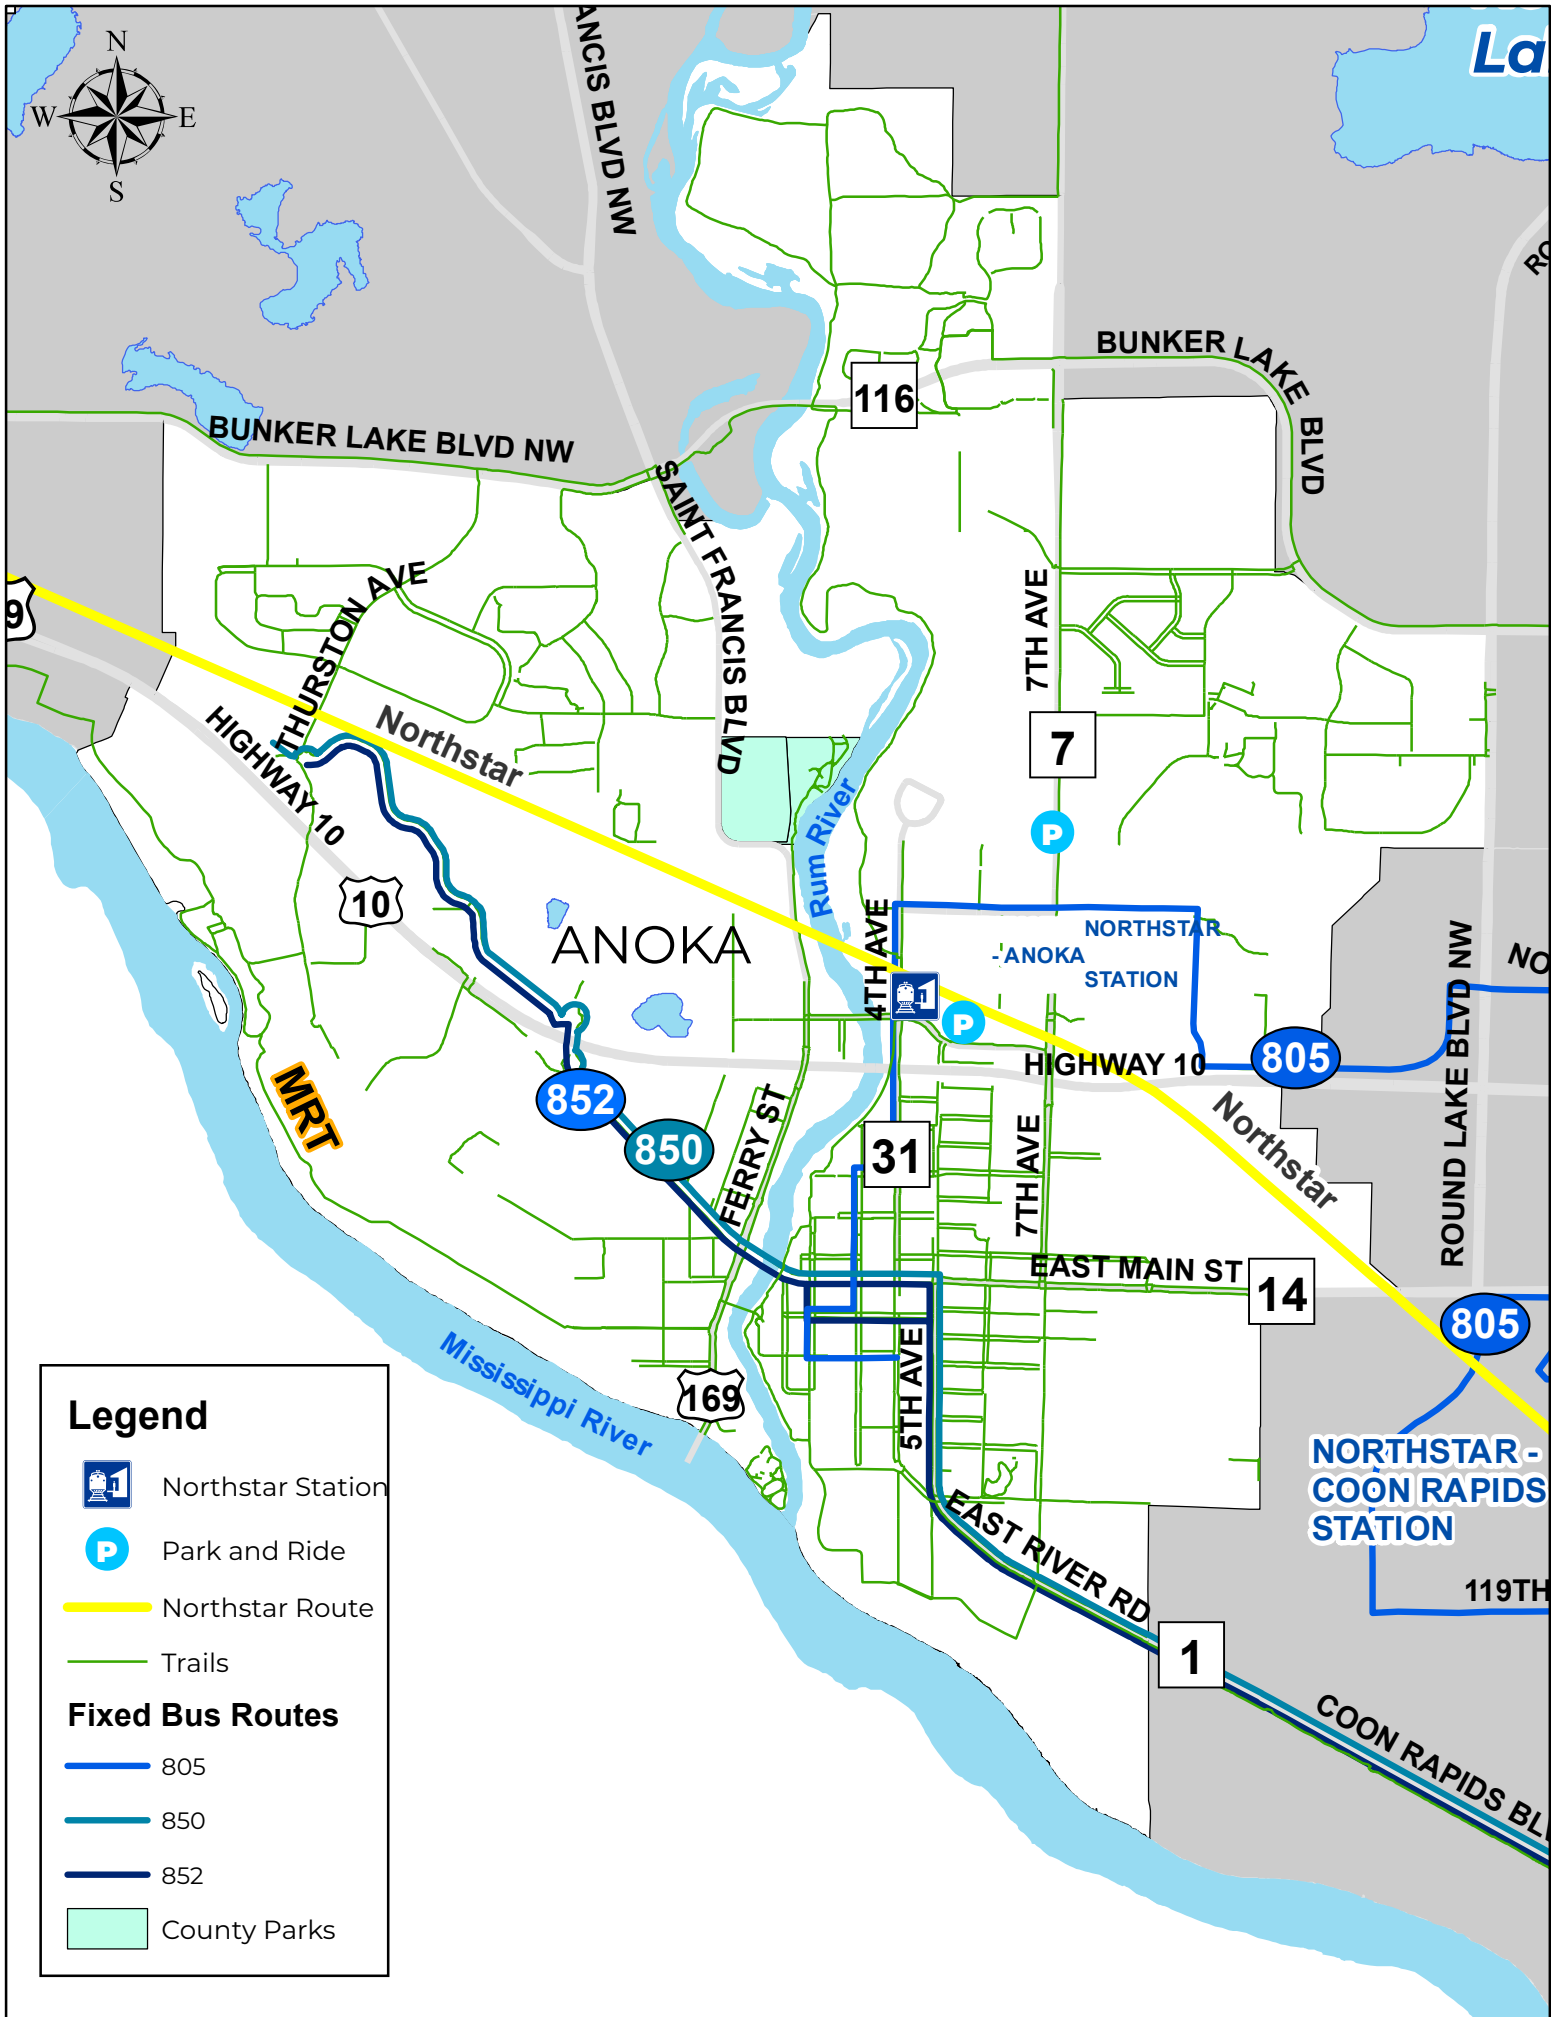 N
W
E
S
ANCIS BLVD NW
La
BUNKER LAKE BLVD
116
BUNKER LAKE BLVD NW
SAINT FRANCIS BLVD
THURSTON AVE
7TH AVE
9
HIGHWAY 10
Northstar
7
P
Rum River
10
ANOKA
4TH AVE
NORTHSTAR
- ANOKA
STATION
P
ROUND LAKE BLVD NW
NO
HIGHWAY 10
805
852
MRT
850
FERRY ST
31
7TH AVE
Northstar
EAST MAIN ST
14
805
Mississippi River
169
5TH AVE
NORTHSTAR -
COON RAPIDS
STATION
EAST RIVER RD
119TH
1
COON RAPIDS BL
Legend
Northstar Station
P
Park and Ride
Northstar Route
Trails
Fixed Bus Routes
805
850
852
County Parks